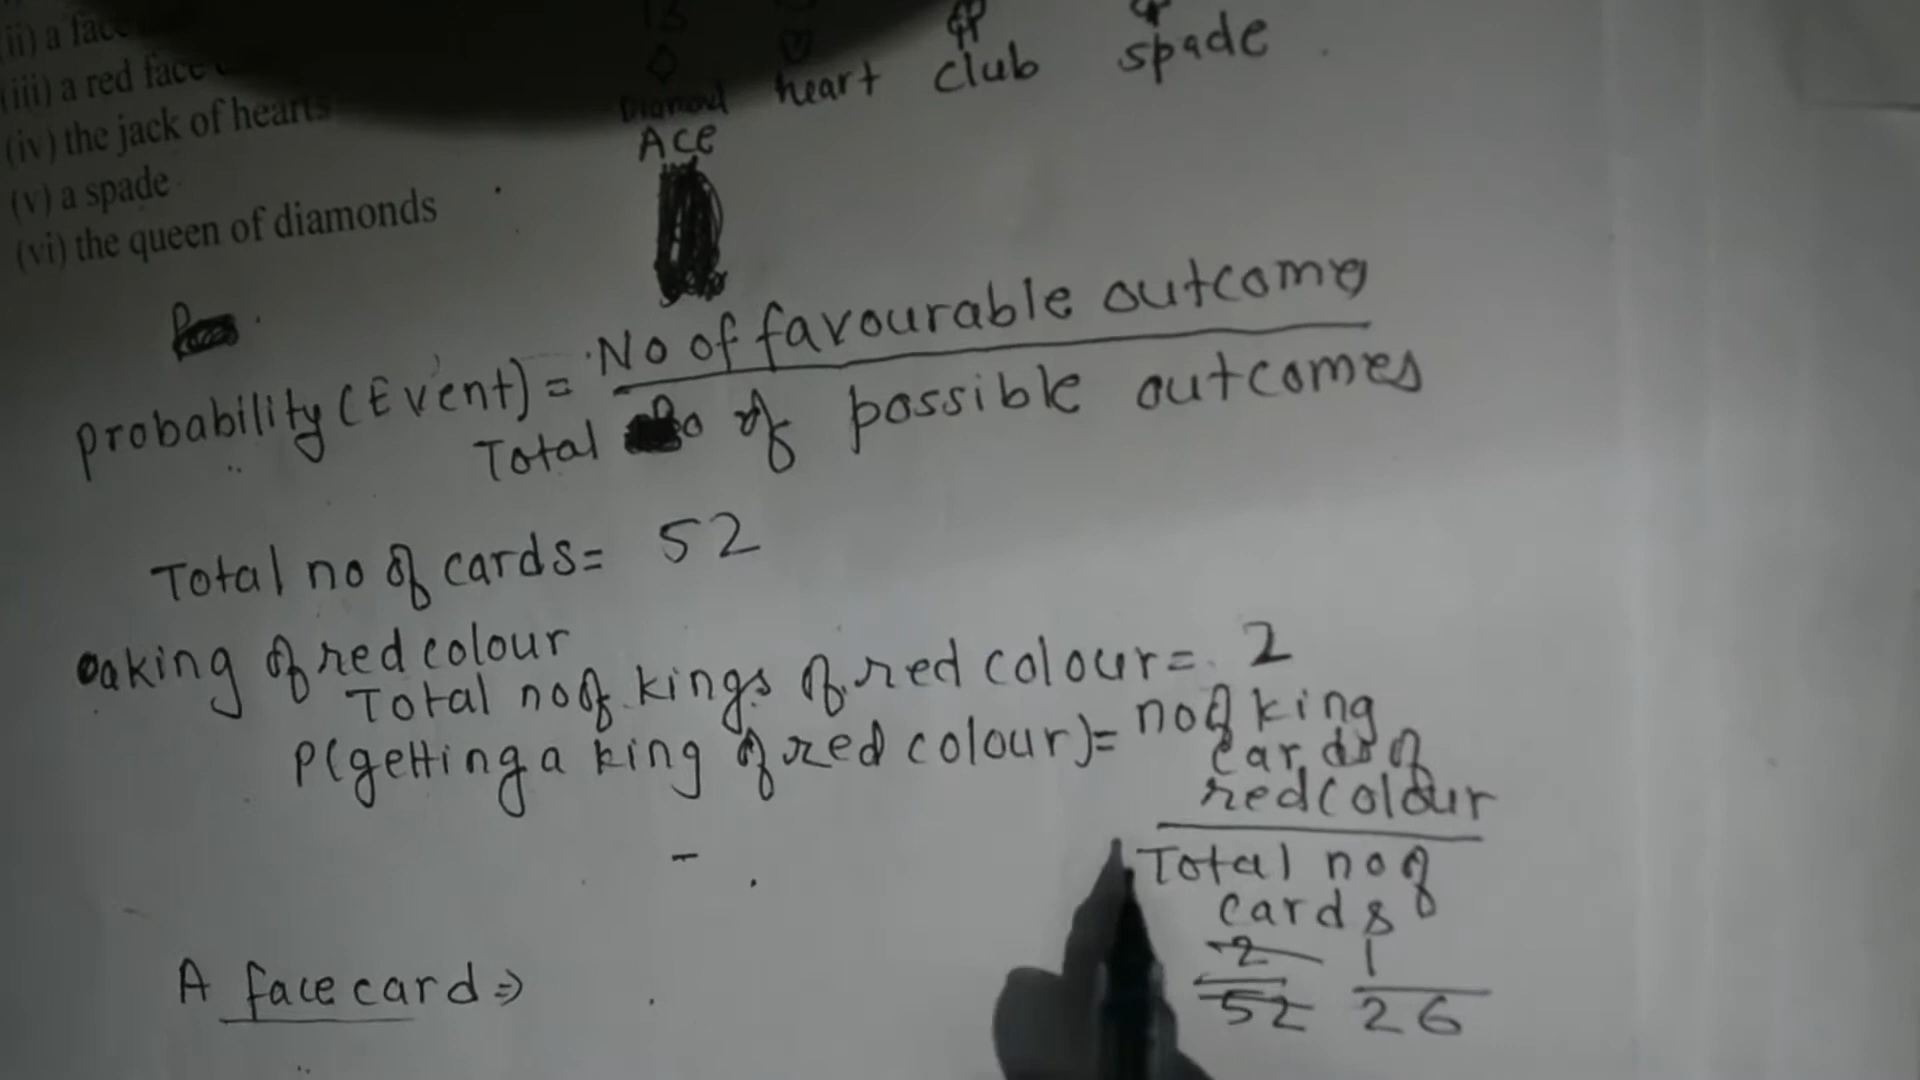 ii) a face
(iii) a red face
(iv) the jack of hearts
(v) a spade
(vi) the queen of diamonds
13
heart club spade
Diamond
ACE
probability (Event) = No of favourable outcome
Total no of possible outcomes
Total no of cards = 52
a king of red colour
Total no of kings of red colour = 2
P(getting a king of red colour) = no of king
cards of
red colour
Total no of
cards
2 1
52 26
A face card ⇒